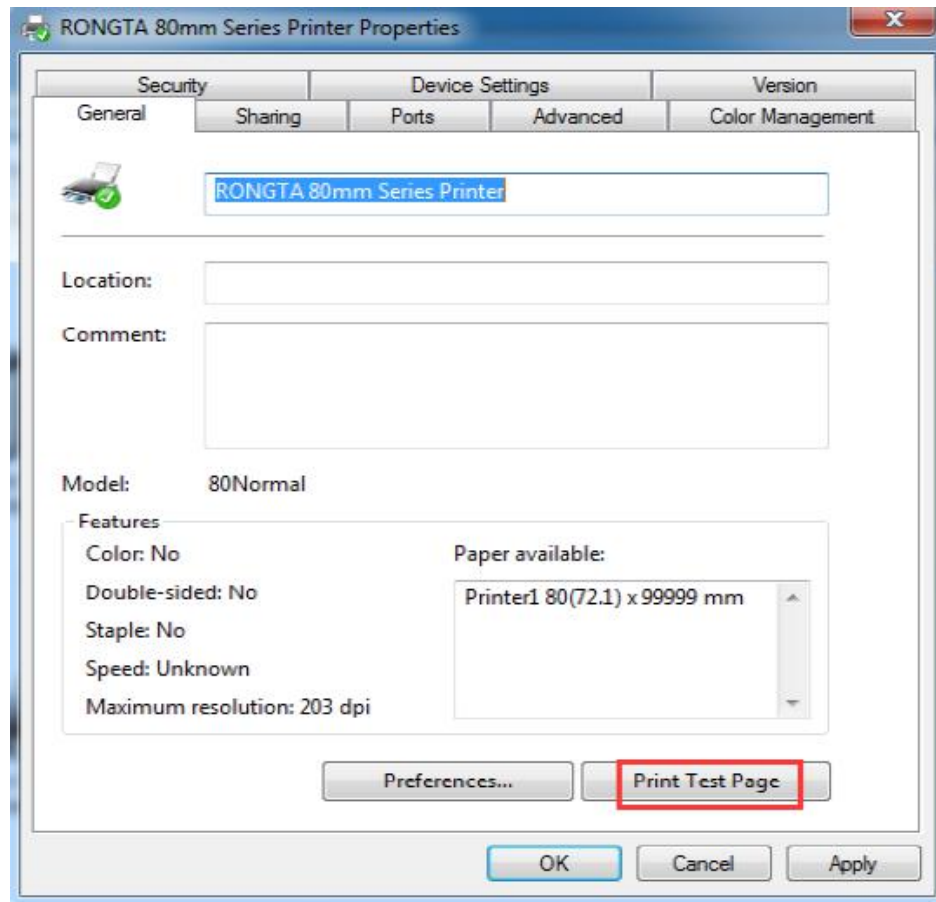 RONGTA 80mm Series Printer Properties
Security Device Settings Version
General Sharing Ports Advanced Color Management
RONGTA 80mm Series Printer
Location:
Comment:
Model: 80Normal
Features
Color: No
Double-sided: No
Staple: No
Speed: Unknown
Maximum resolution: 203 dpi
Paper available:
Printer1 80(72.1) x 99999 mm
Preferences... Print Test Page
OK Cancel Apply